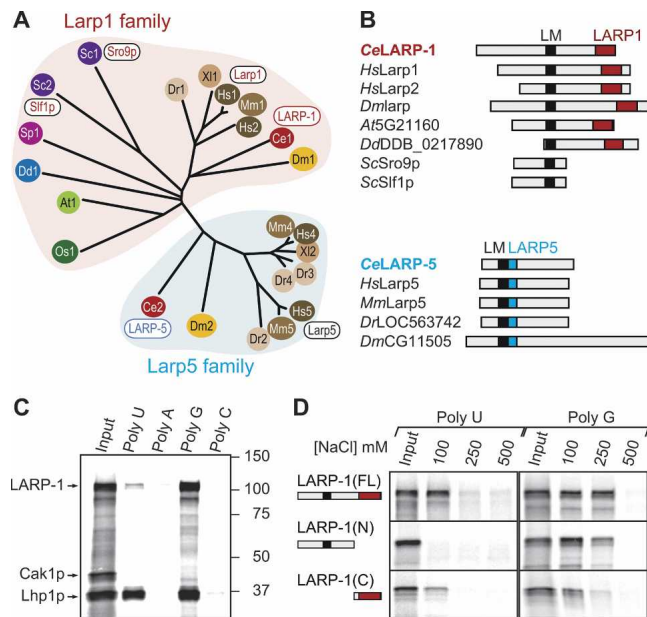 A
Larp1 family
Sc1
Sro9p
Sc2
Slf1p
Sp1
Dd1
At1
Os1
Dr1
Xl1
Larp1
Hs1
Mm1
Hs2
LARP-1
Ce1
Dm1
Mm4
Hs4
Xl2
Dr3
Dr4
Ce2
LARP-5
Dm2
Dr2
Hs5
Mm5
Larp5
Larp5 family
B
LM LARP1
CeLARP-1
HsLarp1
HsLarp2
Dmlarp
At5G21160
DdDDB_0217890
ScSro9p
ScSlf1p
LM LARP5
CeLARP-5
HsLarp5
MmLarp5
DrLOC563742
DmCG11505
C
Input Poly U Poly A Poly G Poly C
150
LARP-1
100
75
50
Cak1p
Lhp1p
37
D
Poly U Poly G
[NaCl] mM Input 100 250 500 Input 100 250 500
LARP-1(FL)
LARP-1(N)
LARP-1(C)